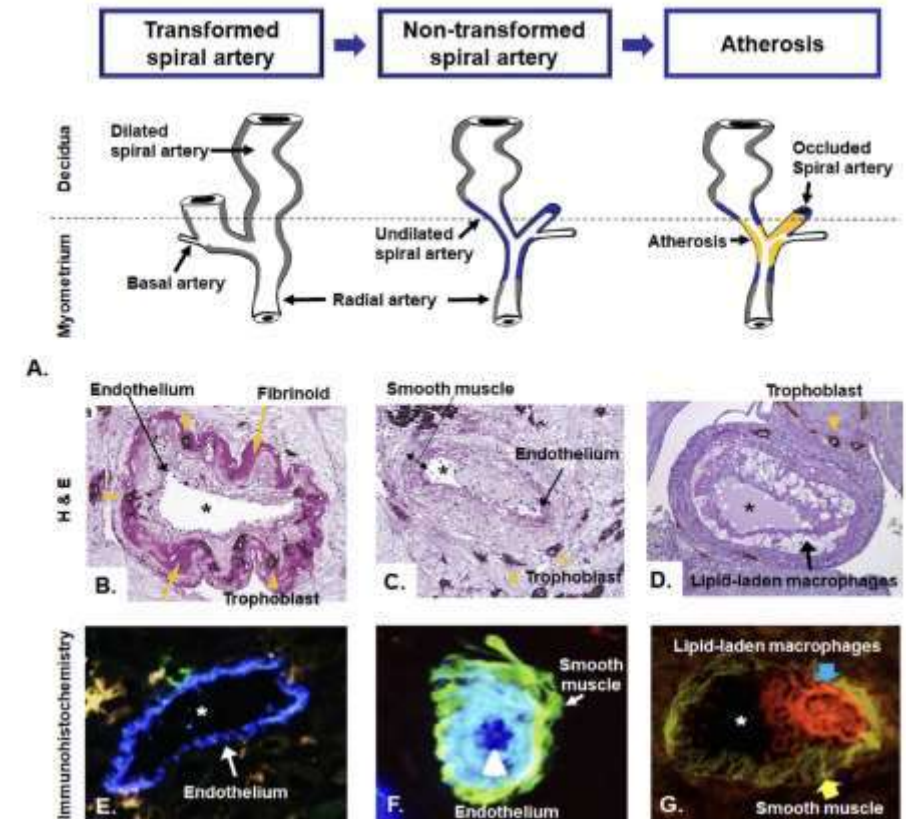 Transformed
spiral artery
Non-transformed
spiral artery
Atherosis
Decidua
Myometrium
Dilated
spiral artery
Basal artery
Undilated
spiral artery
Radial artery
Occluded
Spiral artery
Atherosis
A.
H & E
Endothelium
Fibrinoid
*
Trophoblast
B.
Smooth muscle
Endothelium
*
Trophoblast
C.
Trophoblast
*
Lipid-laden macrophages
D.
Immunohistochemistry
*
Endothelium
E.
Smooth
muscle
Endothelium
F.
Lipid-laden macrophages
*
Smooth muscle
G.